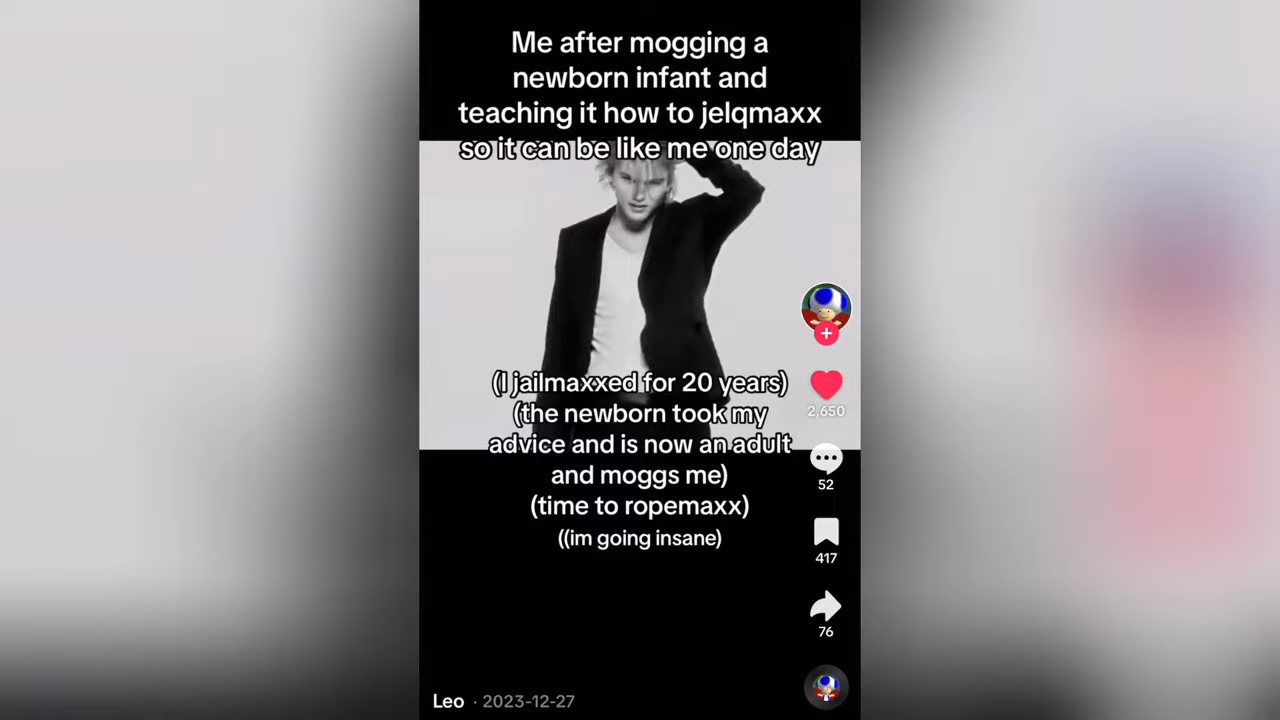 Me after mogging a
newborn infant and
teaching it how to jelqmaxx
so it can be like me one day
(I jailmaxxed for 20 years)
(the newborn took my
advice and is now an adult
and moggs me)
(time to ropemaxx)
((im going insane)
2,650
52
417
76
Leo · 2023-12-27